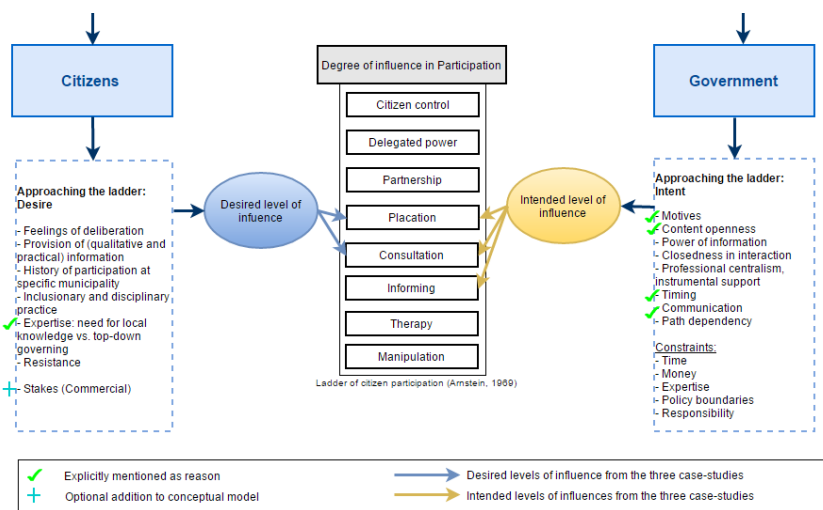 Citizens
Degree of influence in Participation
Government
Citizen control
Delegated power
Partnership
Placation
Consultation
Informing
Therapy
Manipulation
Ladder of citizen participation (Arnstein, 1969)
Approaching the ladder:
Desire
- Feelings of deliberation
- Provision of (qualitative and
practical) information
- History of participation at
specific municipality
- Inclusionary and disciplinary
practice
- Expertise: need for local
knowledge vs. top-down
governing
- Resistance
- Stakes (Commercial)
Desired level of
infuence
Intended level of
influence
Approaching the ladder:
Intent
- Motives
- Content openness
- Power of information
- Closedness in interaction
- Professional centralism,
instrumental support
- Timing
- Communication
- Path dependency
Constraints:
- Time
- Money
- Expertise
- Policy boundaries
- Responsibility
Explicitly mentioned as reason
Optional addition to conceptual model
Desired levels of influence from the three case-studies
Intended levels of influences from the three case-studies